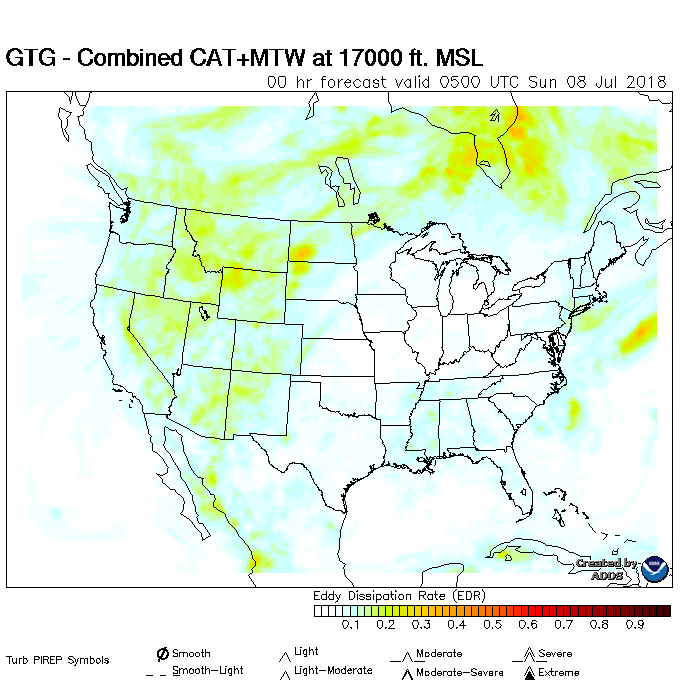 GTG - Combined CAT+MTW at 17000 ft. MSL
00 hr forecast valid 0500 UTC Sun 08 Jul 2018
Created by
ADDS
Eddy Dissipation Rate (EDR)
0.1 0.2 0.3 0.4 0.5 0.6 0.7 0.8 0.9
Turb PIREP Symbols
Smooth Light Moderate Severe
Smooth-Light Light-Moderate Moderate-Severe Extreme